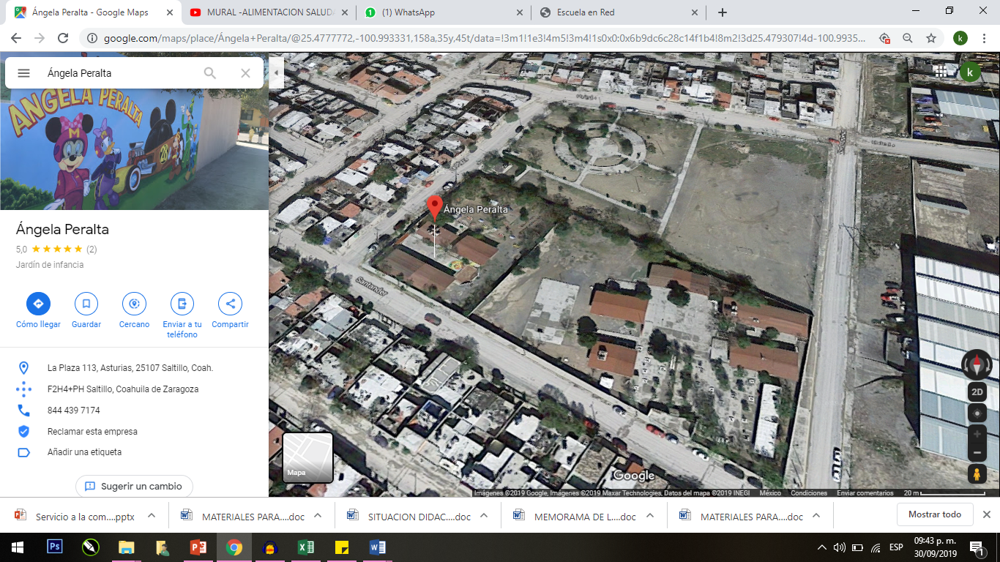 Ángela Peralta - Google Maps
MURAL -ALIMENTACION SALUDA
(1) WhatsApp
Escuela en Red
google.com/maps/place/Ángela+Peralta/@25.4777772,-100.993331,158a,35y,45t/data=!3m1!1e3!4m5!3m4!1s0x0:0x6b9dc6c28c14f1b4!8m2!3d25.479307!4d-100.9935...
k
Ángela Peralta
k
ANGELA PERALTA
M
28
Ángela Peralta
5,0 (2)
Jardín de infancia
Cómo llegar
Guardar
Cercano
Enviar a tu teléfono
Compartir
La Plaza 113, Asturias, 25107 Saltillo, Coah.
F2H4+PH Saltillo, Coahuila de Zaragoza
844 439 7174
Reclamar esta empresa
Añadir una etiqueta
Sugerir un cambio
Ángela Peralta
Santander
2D
Mapa
Google
Imágenes ©2019 Google, Imágenes ©2019 Maxar Technologies, Datos del mapa ©2019 INEGI México Condiciones Enviar comentarios 20 m
Servicio a la com....pptx
MATERIALES PARA....doc
SITUACION DIDAC....doc
MEMORAMA DE L....doc
MATERIALES PARA....doc
Mostrar todo
Ps
ESP
09:43 p. m.
30/09/2019
1